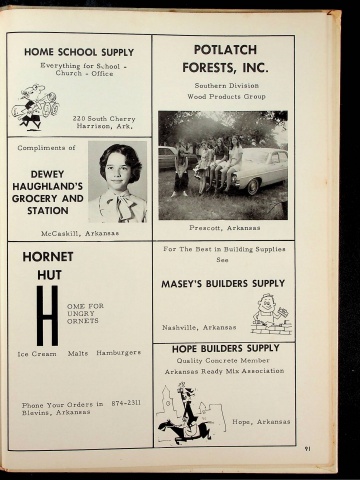 HOME SCHOOL SUPPLY
Everything for School -
Church - Office
220 South Cherry
Harrison, Ark.
POTLATCH
FORESTS, INC.
Southern Division
Wood Products Group
Prescott, Arkansas
Compliments of
DEWEY
HAUGHLAND'S
GROCERY AND
STATION
McCaskill, Arkansas
HORNET
HUT
HOME FOR
UNGRY
ORNETS
Ice Cream Malts Hamburgers
Phone Your Orders in 874-2311
Blevins, Arkansas
For The Best in Building Supplies
See
MASEY'S BUILDERS SUPPLY
Nashville, Arkansas
HOPE BUILDERS SUPPLY
Quality Concrete Member
Arkansas Ready Mix Association
Hope, Arkansas
91